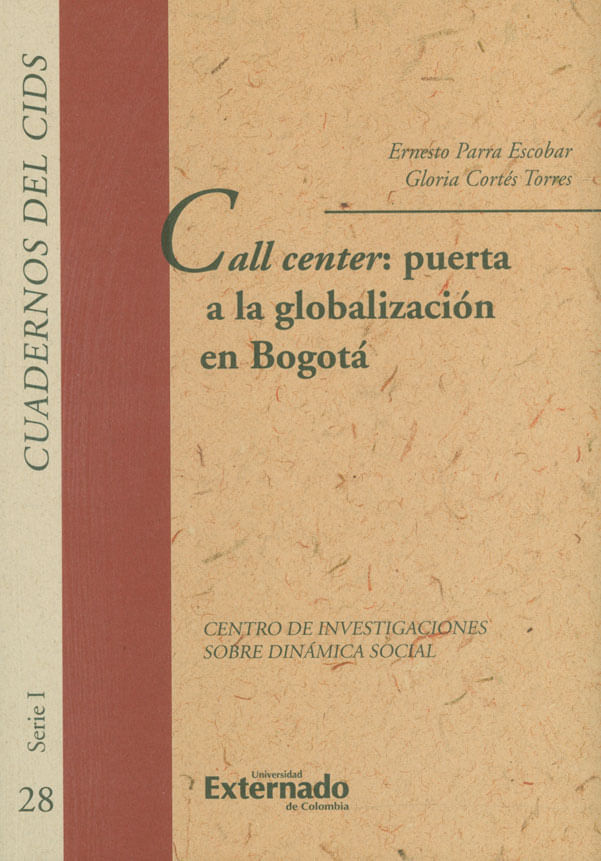 Ernesto Parra Escobar
Gloria Cortés Torres
Call center: puerta
a la globalización
en Bogotá
CENTRO DE INVESTIGACIONES
SOBRE DINÁMICA SOCIAL
Universidad
Externado
de Colombia
CUADERNOS DEL CIDS
Serie I
28